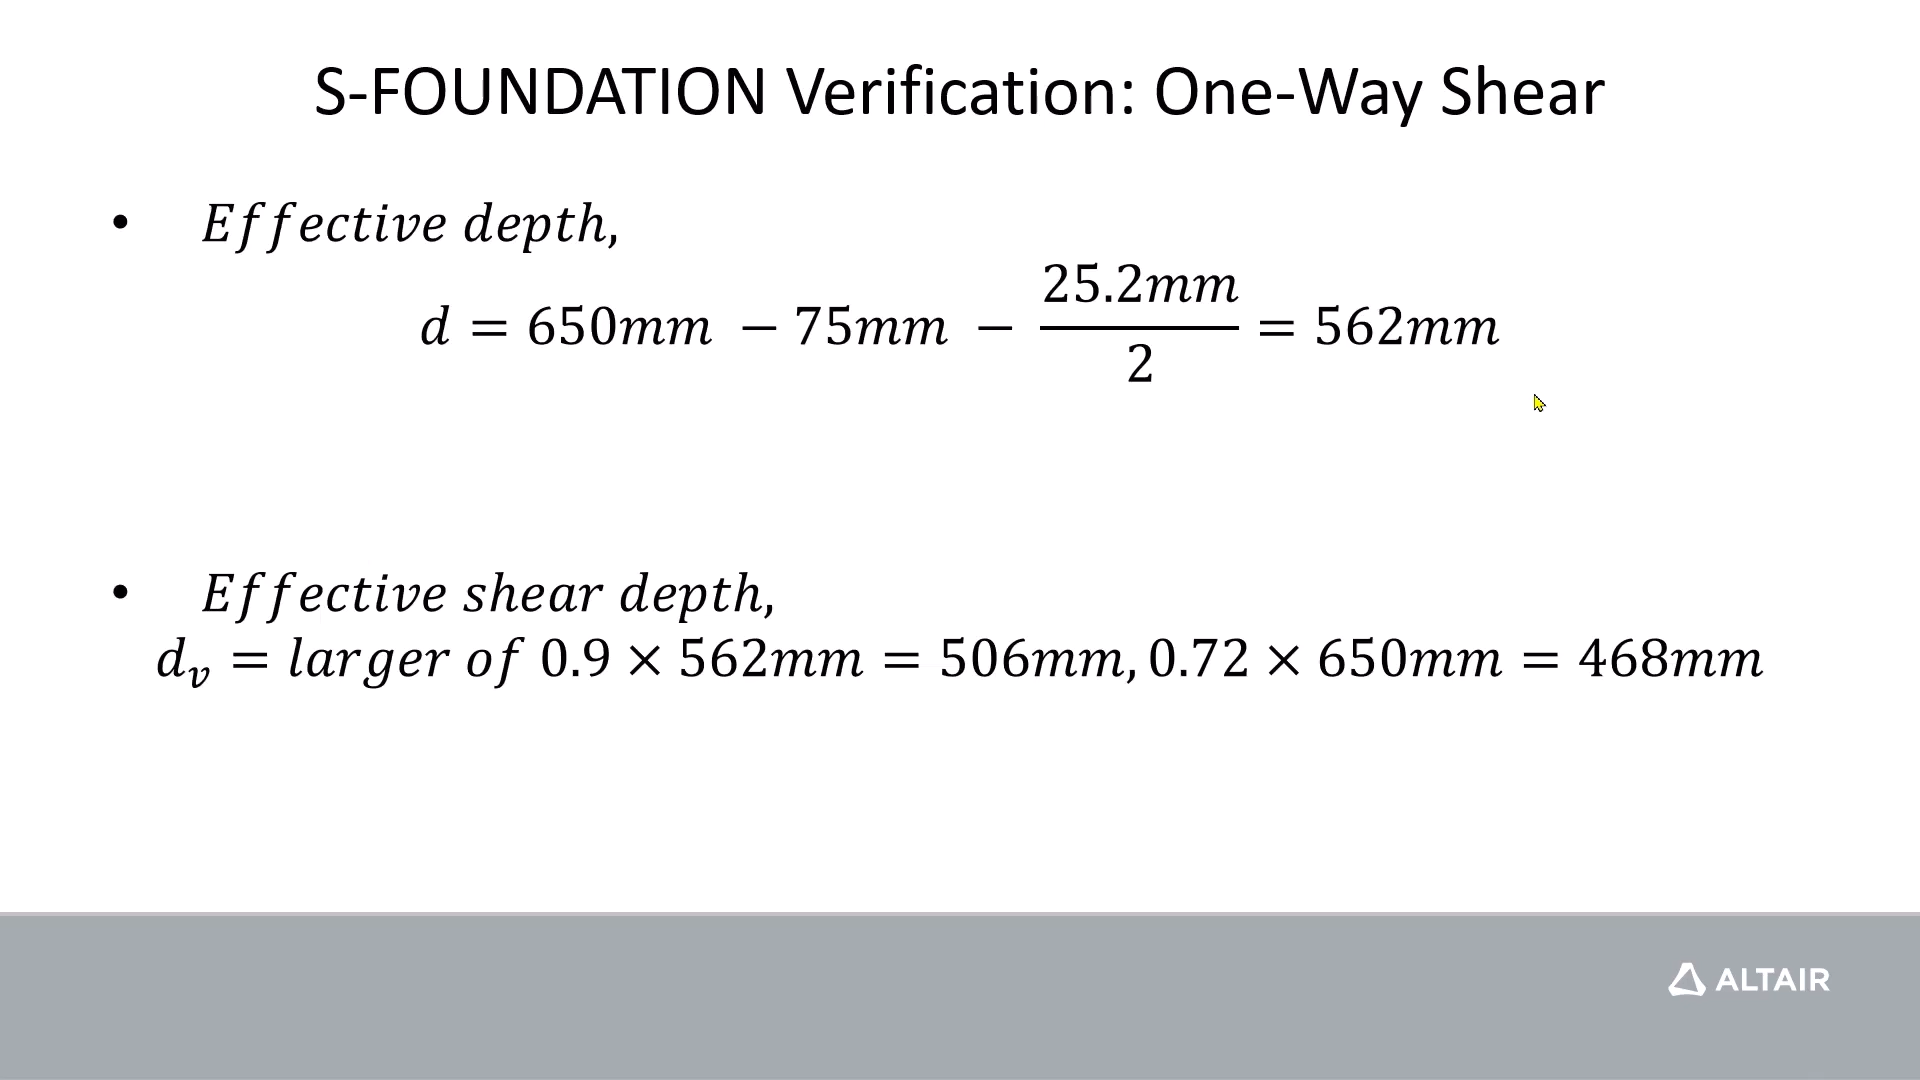 S-FOUNDATION Verification: One-Way Shear
• Effective depth,
d = 650mm − 75mm − 25.2mm/2 = 562mm
• Effective shear depth,
dᵥ = larger of 0.9 × 562mm = 506mm, 0.72 × 650mm = 468mm
ALTAIR